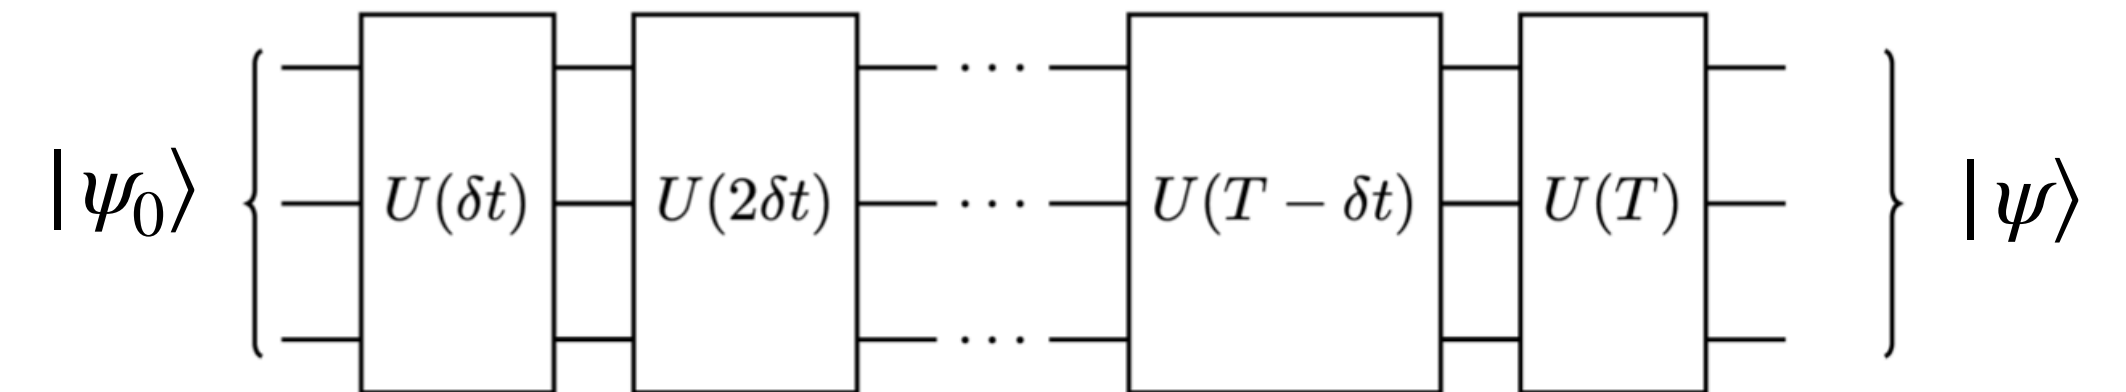 |ψ₀⟩ { U(δt) U(2δt) ··· U(T − δt) U(T) } |ψ⟩